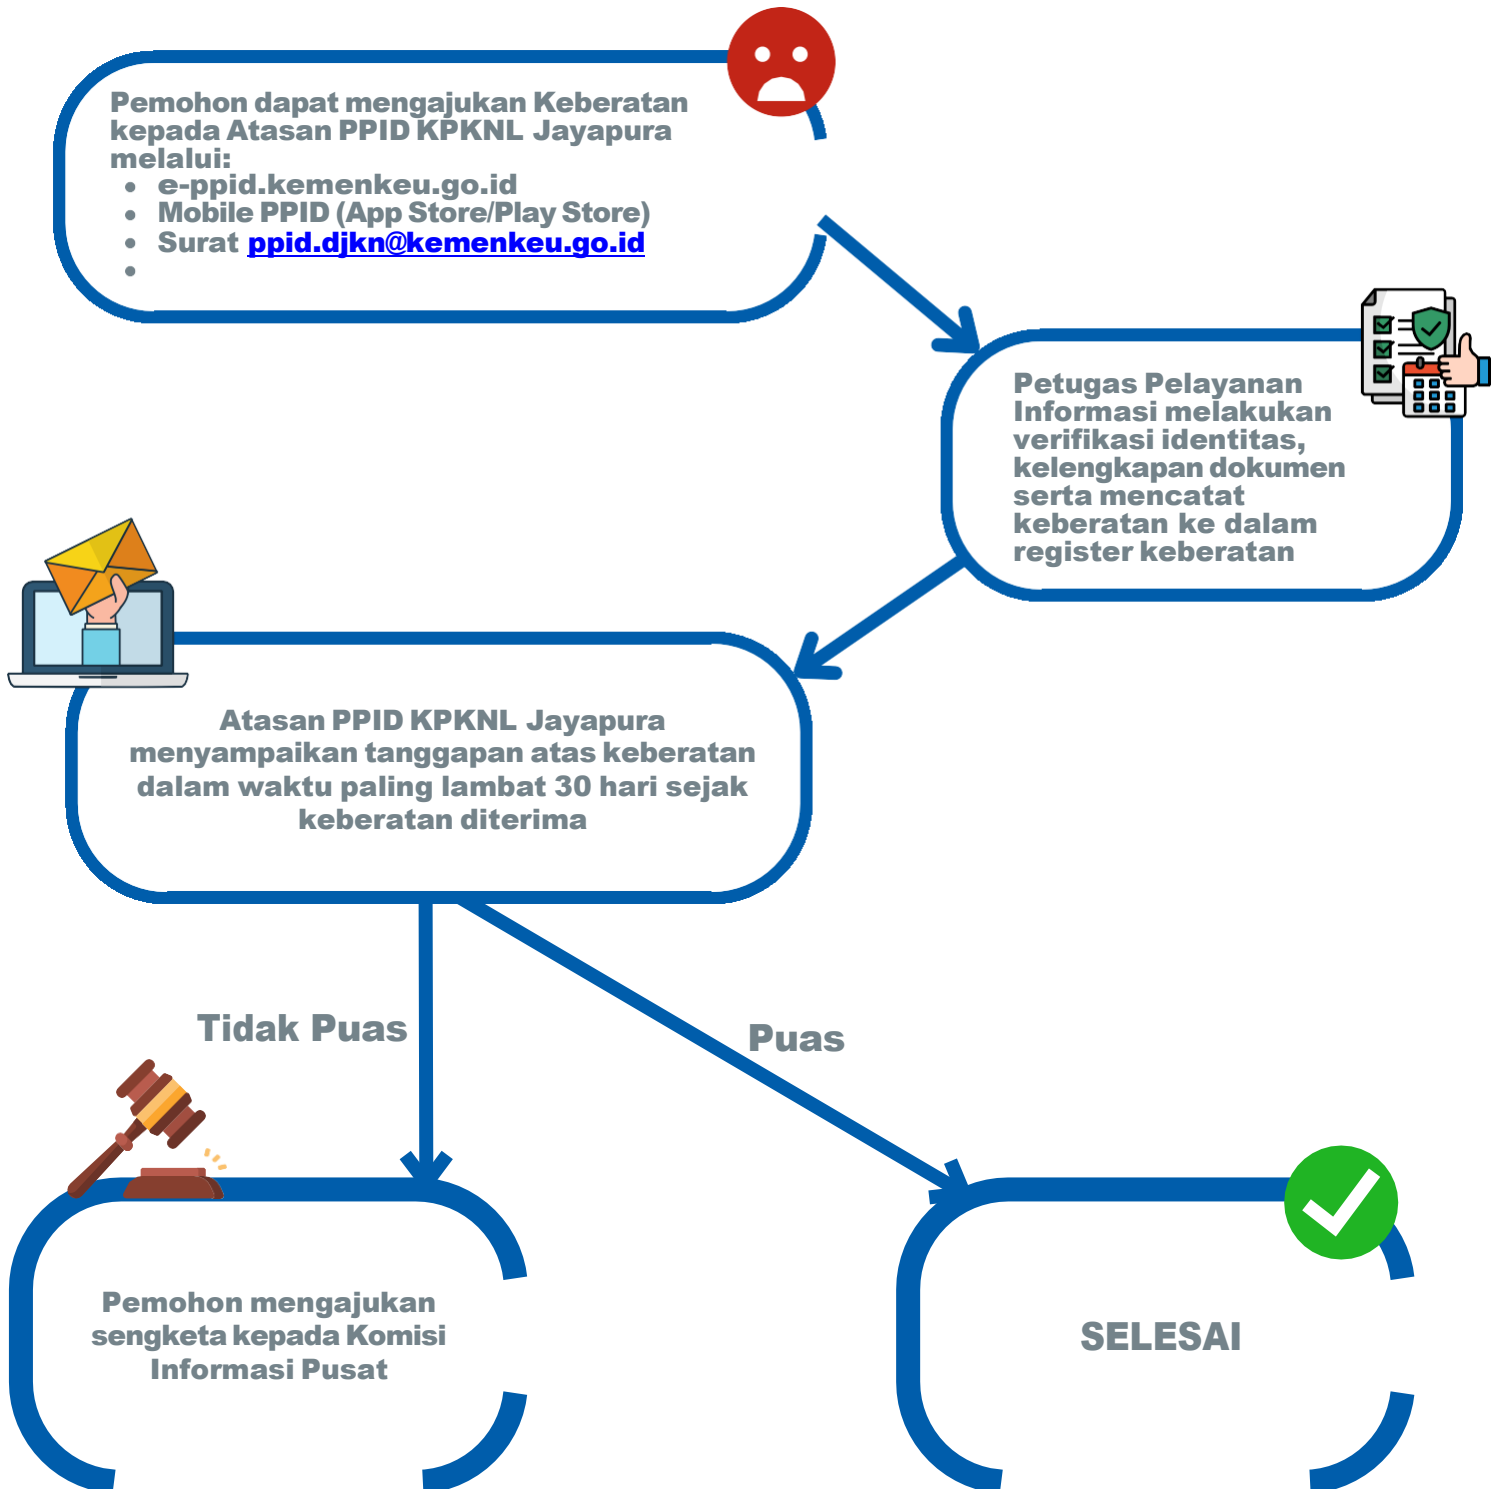 Pemohon dapat mengajukan Keberatan
kepada Atasan PPID KPKNL Jayapura
melalui:
• e-ppid.kemenkeu.go.id
• Mobile PPID (App Store/Play Store)
• Surat ppid.djkn@kemenkeu.go.id
•
Petugas Pelayanan
Informasi melakukan
verifikasi identitas,
kelengkapan dokumen
serta mencatat
keberatan ke dalam
register keberatan
Atasan PPID KPKNL Jayapura
menyampaikan tanggapan atas keberatan
dalam waktu paling lambat 30 hari sejak
keberatan diterima
Tidak Puas
Puas
Pemohon mengajukan
sengketa kepada Komisi
Informasi Pusat
SELESAI